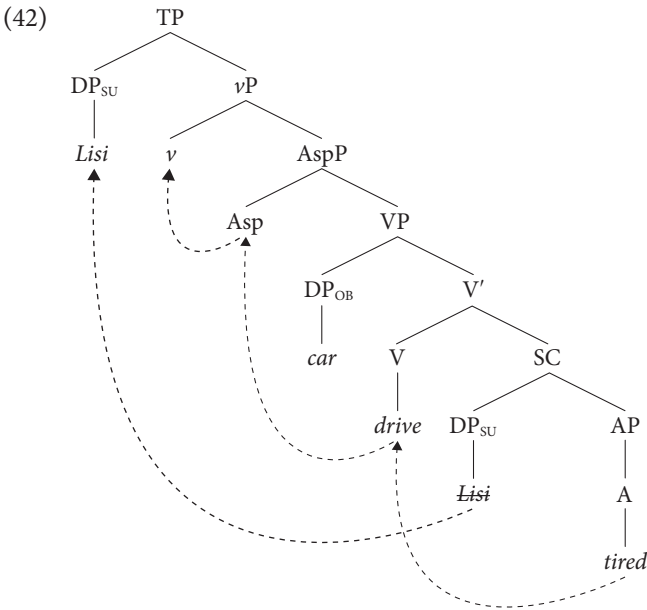 (42) TP
DP_SU vP
Lisi v AspP
Asp VP
DP_OB V′
car V SC
drive DP_SU AP
Lisi A
tired